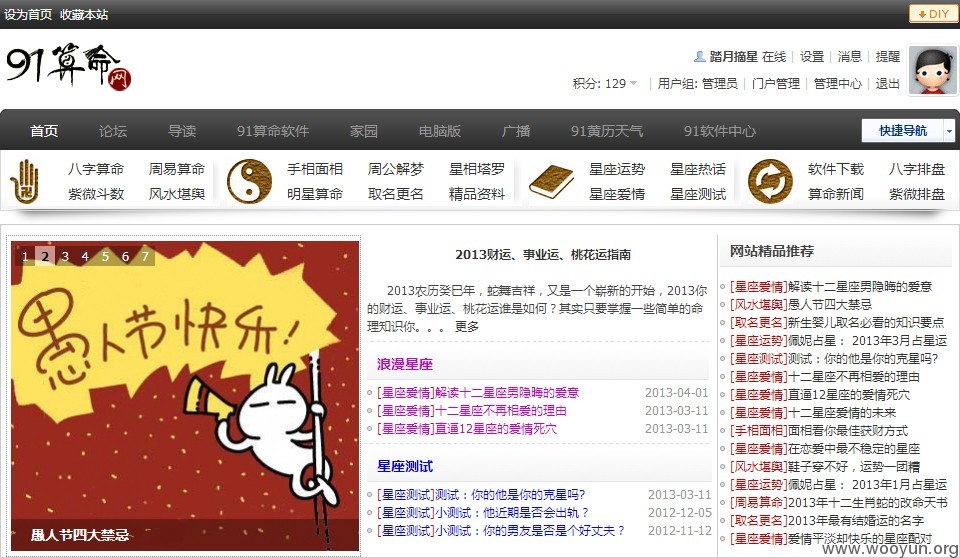 设为首页 收藏本站
DIY
91算命网
踏月摘星 在线 | 设置 | 消息 | 提醒
积分: 129 | 用户组: 管理员 | 门户管理 | 管理中心 | 退出
首页 论坛 导读 91算命软件 家园 电脑版 广播 91黄历天气 91软件中心 快捷导航
八字算命 周易算命 手相面相 周公解梦 星相塔罗 星座运势 星座热话 软件下载 八字排盘
紫微斗数 风水堪舆 明星算命 取名更名 精品资料 星座爱情 星座测试 算命新闻 紫微排盘
1 2 3 4 5 6 7
愚人节快乐!
愚人节四大禁忌
2013财运、事业运、桃花运指南
2013农历癸巳年，蛇舞吉祥，又是一个崭新的开始，2013你
的财运、事业运、桃花运谁是如何？其实只要掌握一些简单的命
理知识你。。。 更多
浪漫星座
[星座爱情]解读十二星座男隐晦的爱意 2013-04-01
[星座爱情]十二星座不再相爱的理由 2013-03-11
[星座爱情]直逼12星座的爱情死穴 2013-03-11
星座测试
[星座测试]测试：你的他是你的克星吗? 2013-03-11
[星座测试]小测试：他近期是否会出轨？ 2012-12-05
[星座测试]小测试：你的男友是否是个好丈夫？ 2012-11-12
网站精品推荐
[星座爱情]解读十二星座男隐晦的爱意
[风水堪舆]愚人节四大禁忌
[取名更名]新生婴儿取名必看的知识要点
[星座运势]佩妮占星： 2013年3月占星运
[星座测试]测试：你的他是你的克星吗?
[星座爱情]十二星座不再相爱的理由
[星座爱情]直逼12星座的爱情死穴
[星座爱情]十二星座爱情的未来
[手相面相]面相看你最佳获财方式
[星座爱情]在恋爱中最不稳定的星座
[风水堪舆]鞋子穿不好，运势一团糟
[星座运势]佩妮占星： 2013年1月占星运
[周易算命]2013年十二生肖蛇的改命天书
[取名更名]2013年最有结婚运的名字
[星座爱情]爱情平淡却快乐的星座配对
www.wooyun.org